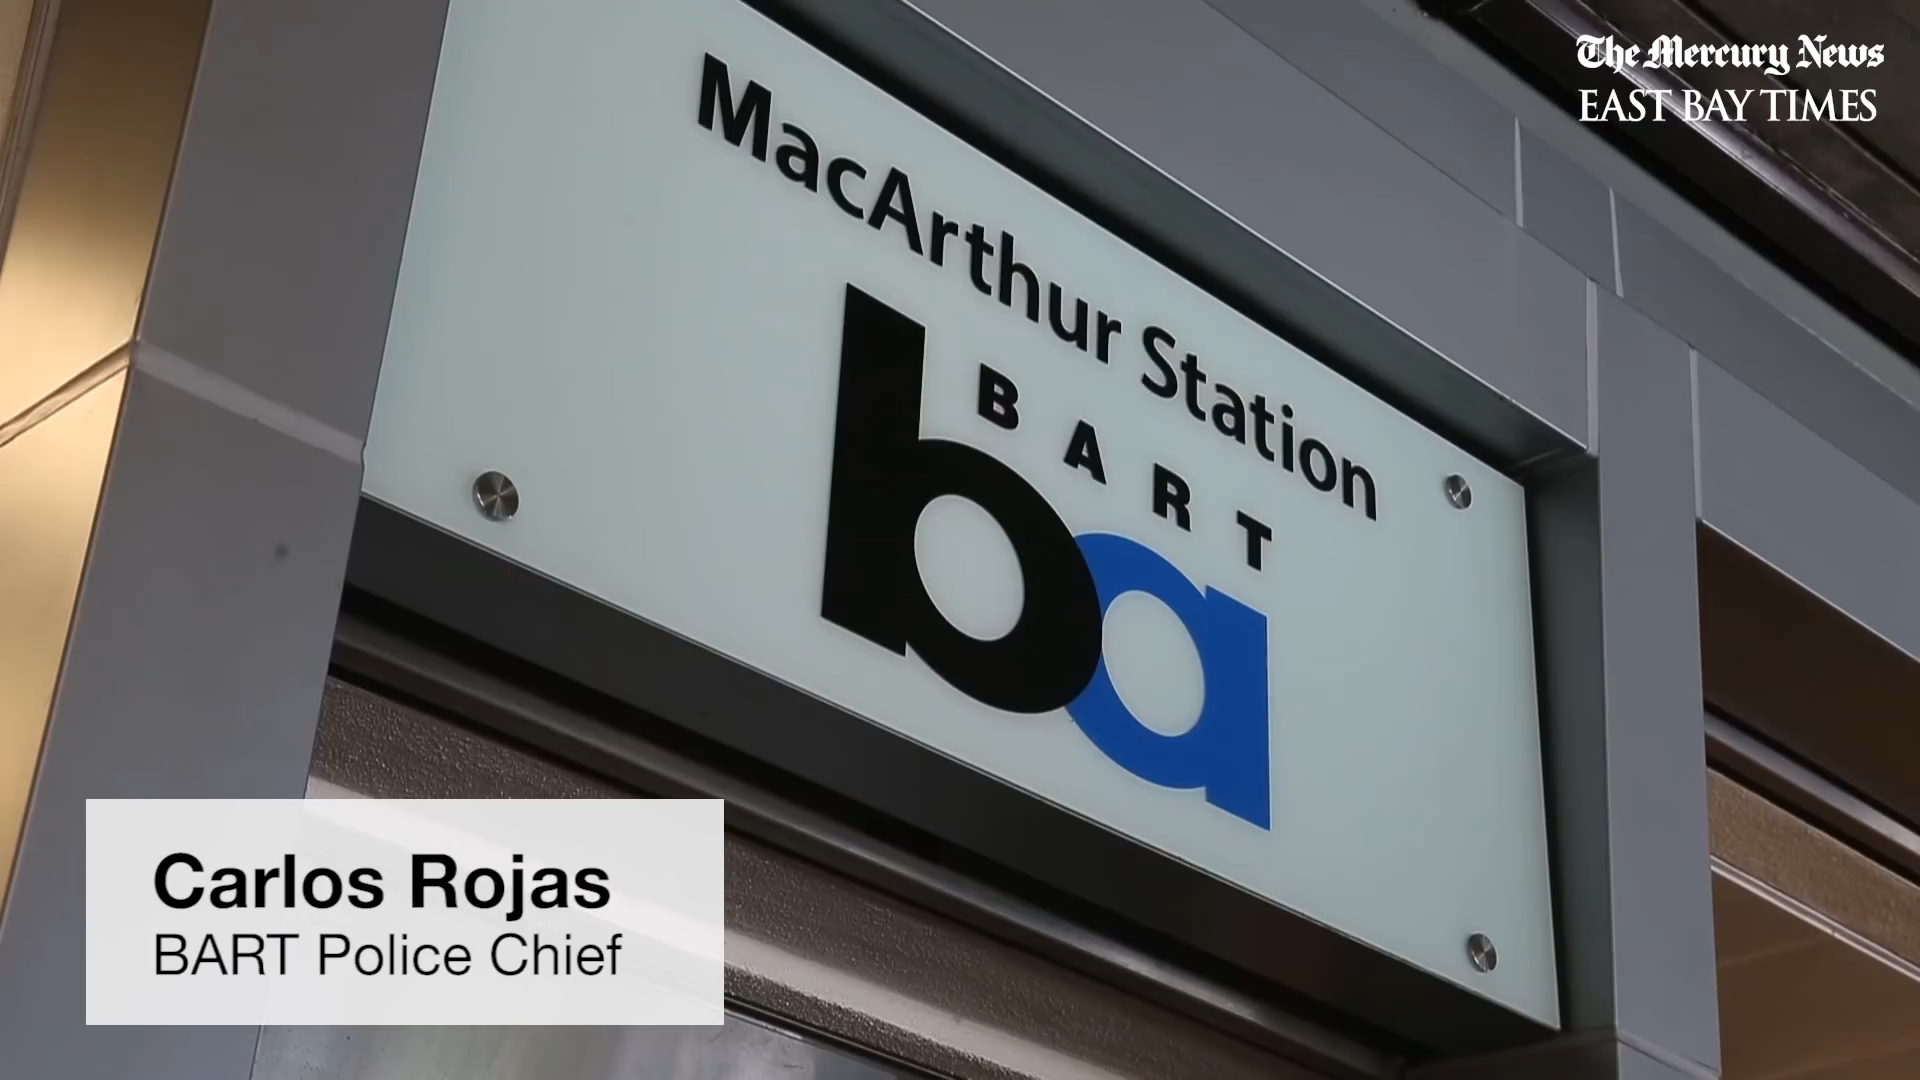 The Mercury News
EAST BAY TIMES
MacArthur Station
BART
ba
Carlos Rojas
BART Police Chief